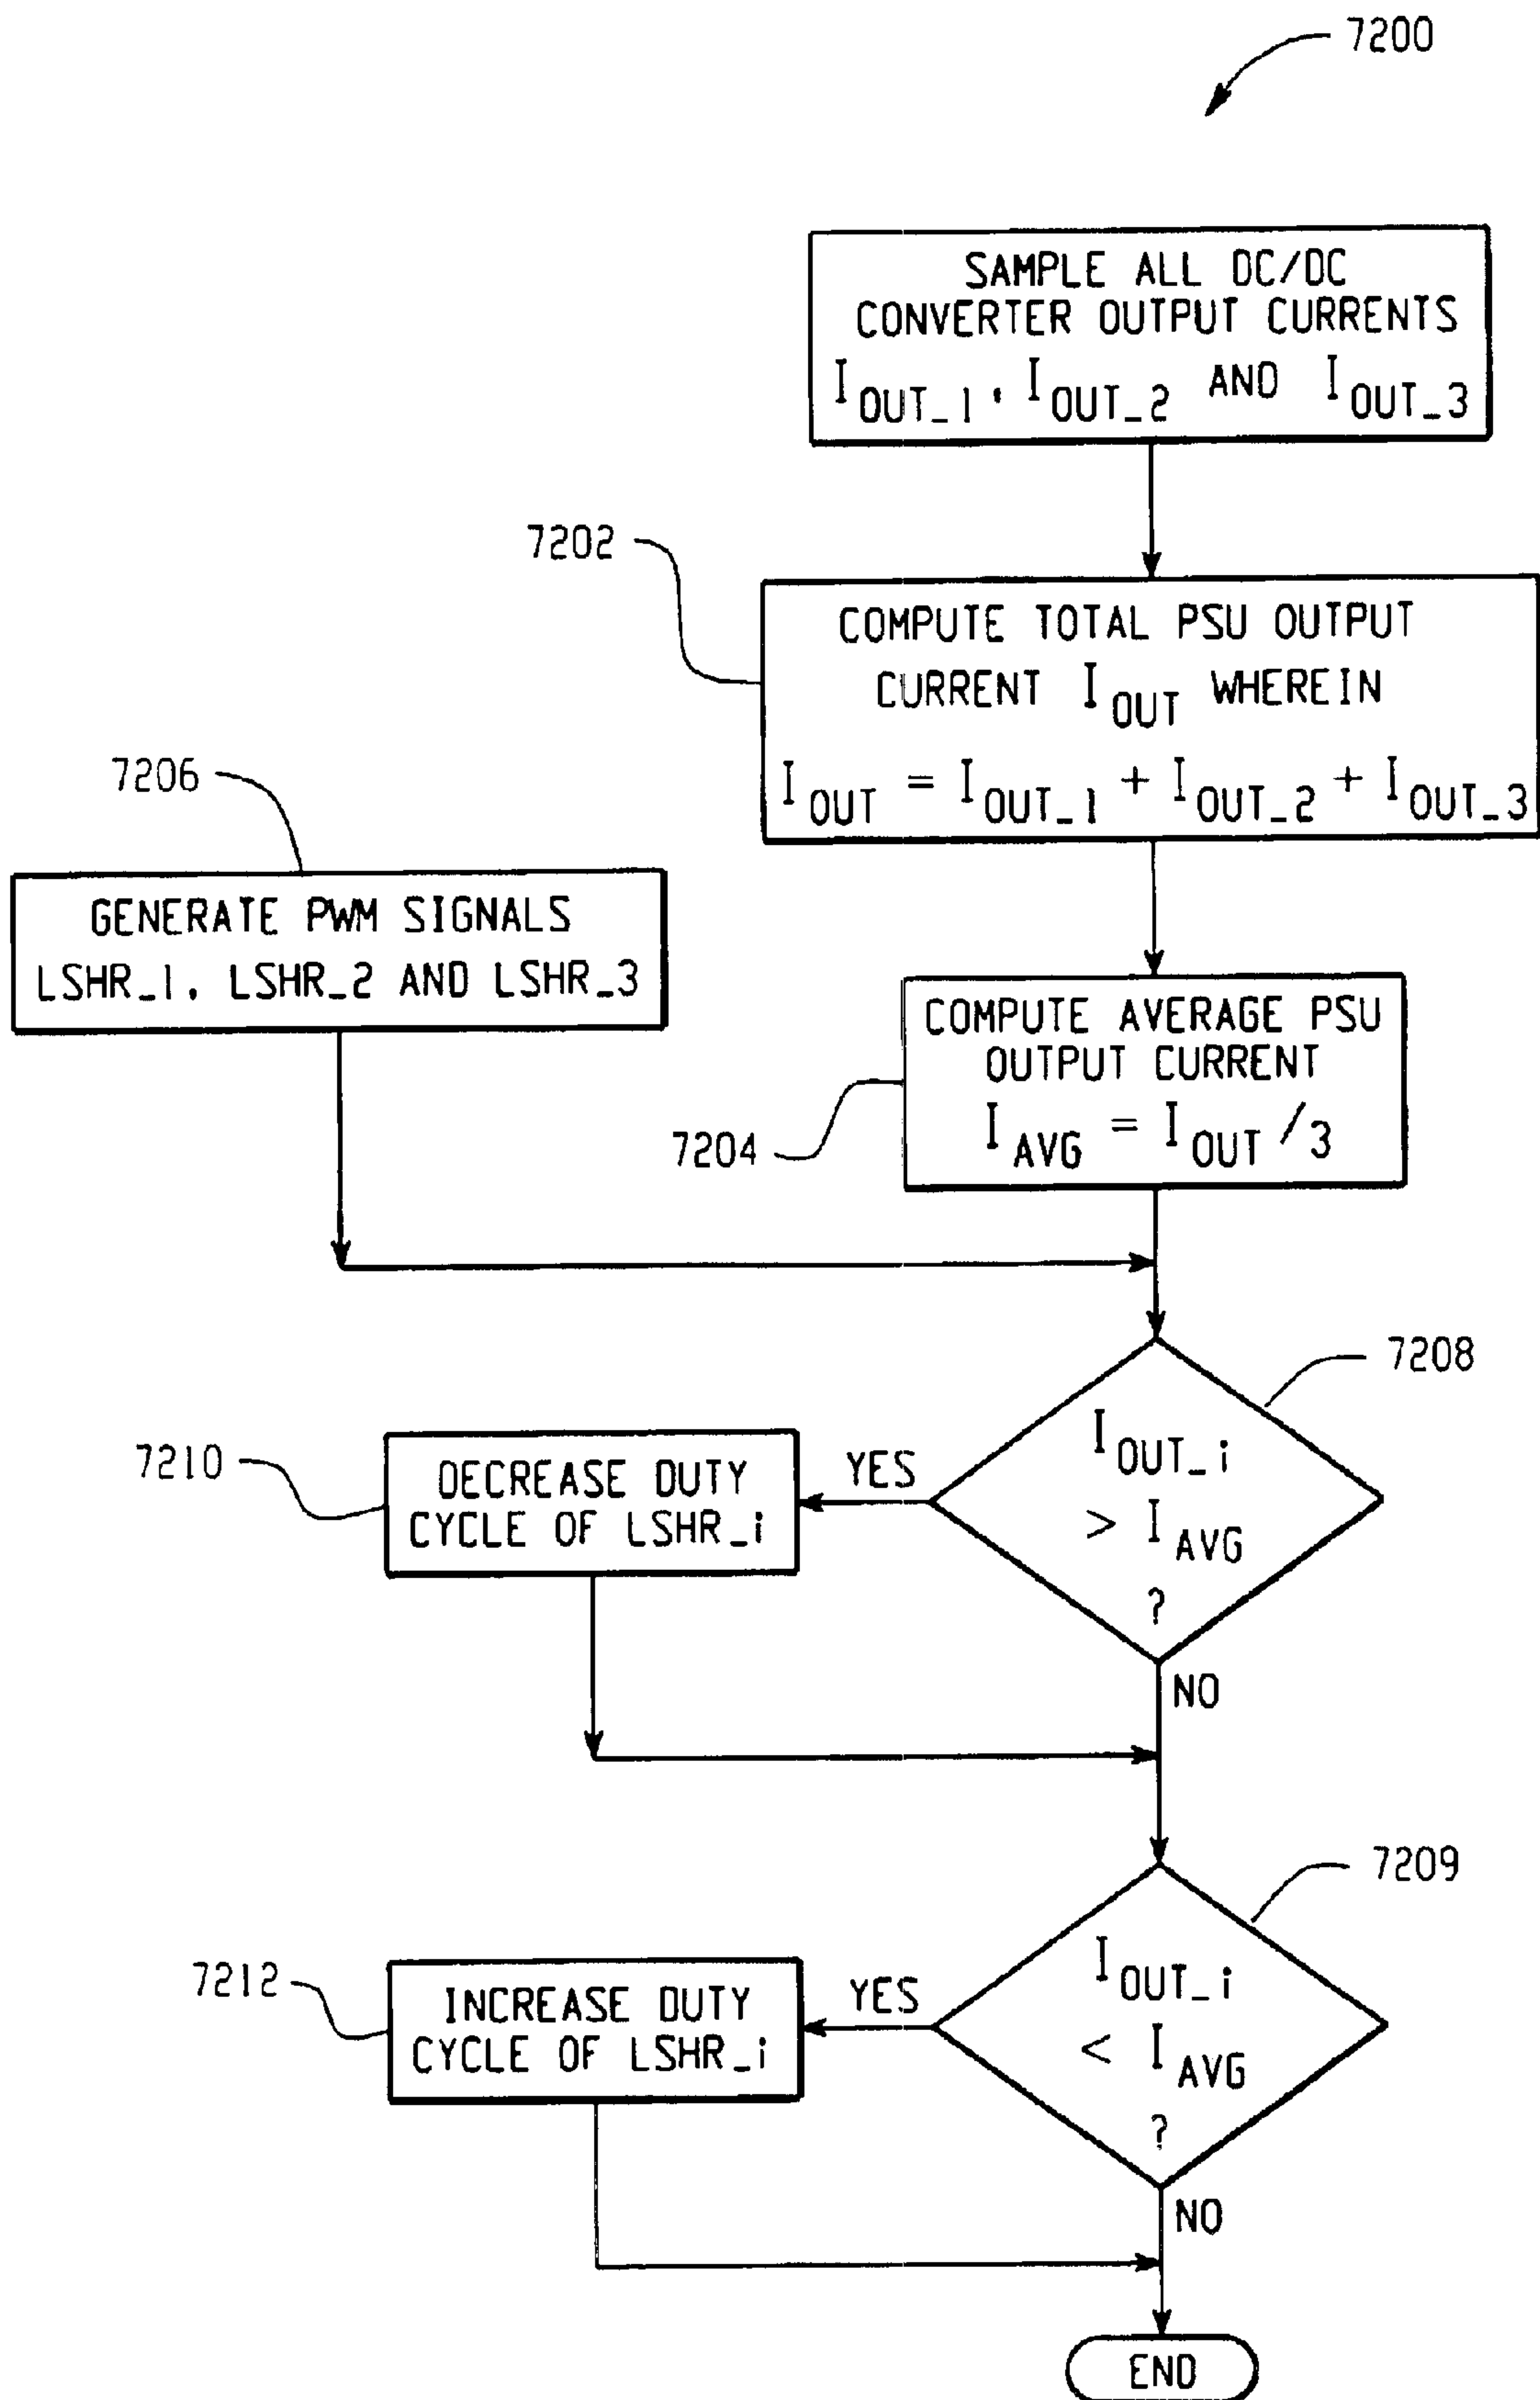 7200
SAMPLE ALL DC/DC
CONVERTER OUTPUT CURRENTS
I OUT_1, I OUT_2 AND I OUT_3
7202
COMPUTE TOTAL PSU OUTPUT
CURRENT I OUT WHEREIN
I OUT = I OUT_1 + I OUT_2 + I OUT_3
7206
GENERATE PWM SIGNALS
LSHR_1, LSHR_2 AND LSHR_3
COMPUTE AVERAGE PSU
OUTPUT CURRENT
I AVG = I OUT /3
7204
7208
I OUT_i
> I AVG
?
YES
7210
DECREASE DUTY
CYCLE OF LSHR_i
NO
7209
I OUT_i
< I AVG
?
YES
7212
INCREASE DUTY
CYCLE OF LSHR_i
NO
END